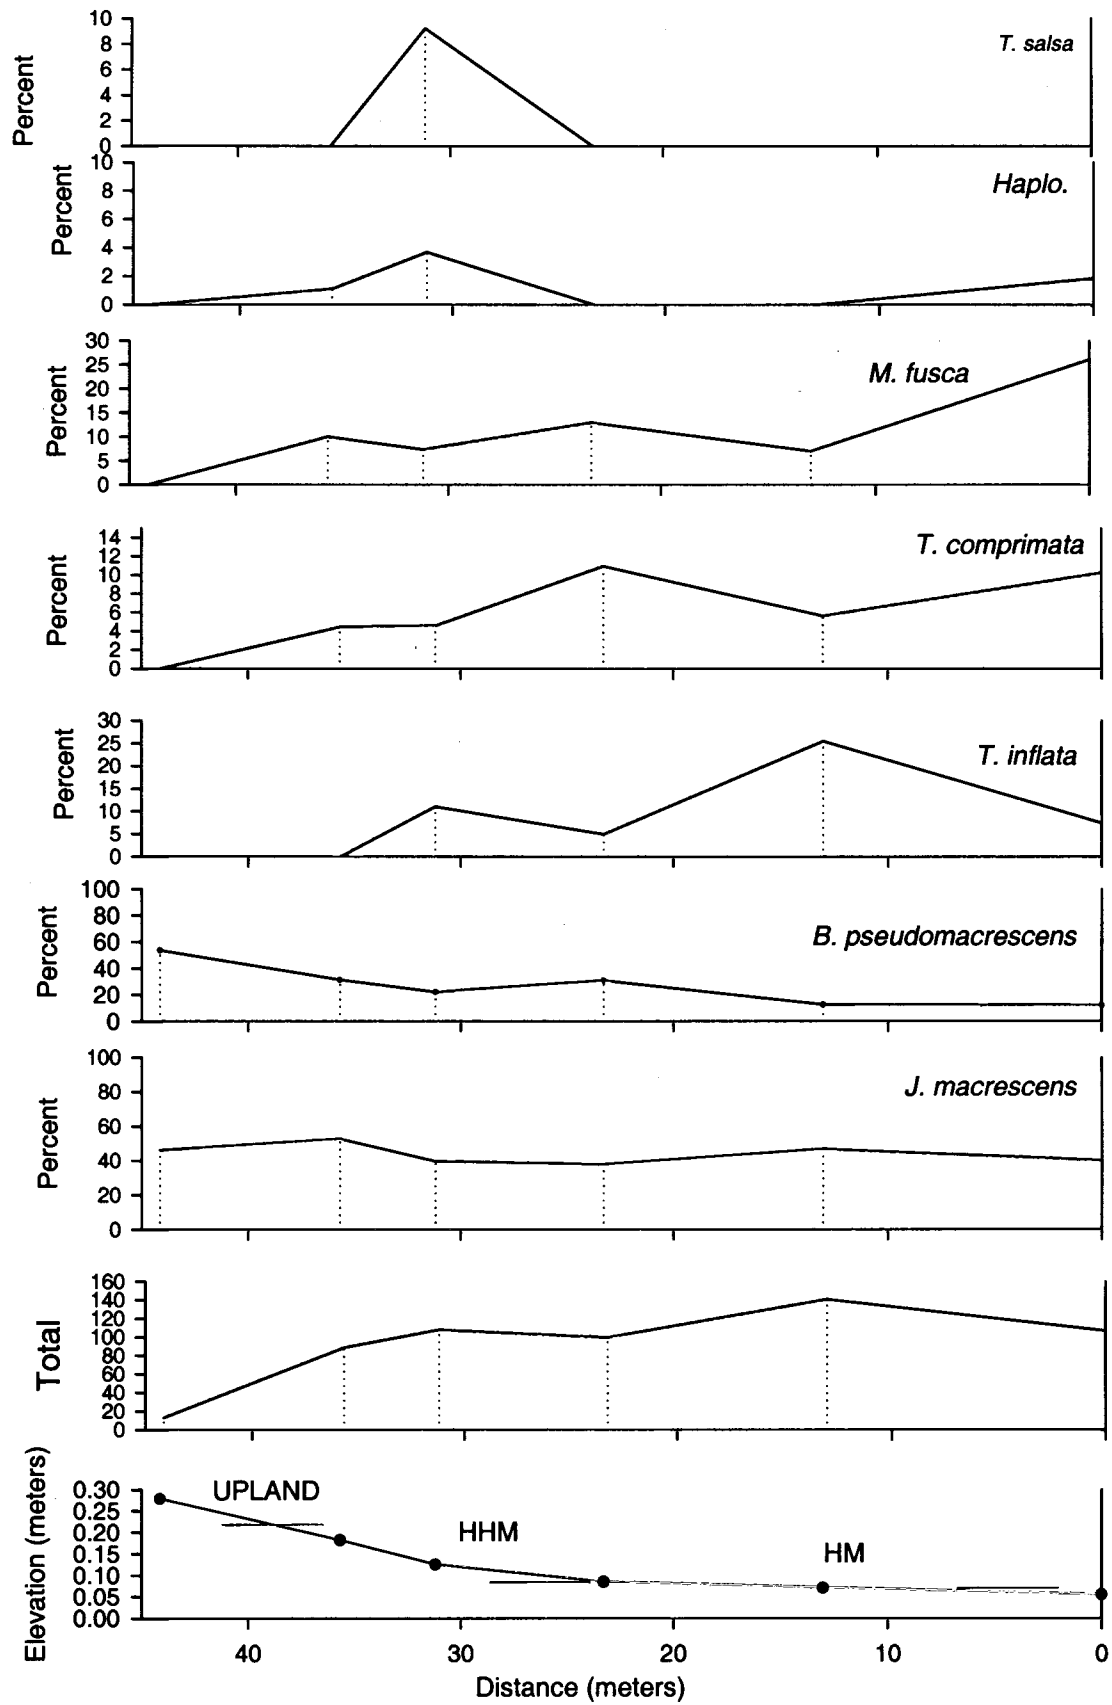 10
8
6
4
2
0
Percent
T. salsa
10
8
6
4
2
0
Percent
Haplo.
30
25
20
15
10
5
0
Percent
M. fusca
14
12
10
8
6
4
2
0
Percent
T. comprimata
30
25
20
15
10
5
0
Percent
T. inflata
100
80
60
40
20
0
Percent
B. pseudomacrescens
100
80
60
40
20
0
Percent
J. macrescens
160
140
120
100
80
60
40
20
0
Total
0.30
0.25
0.20
0.15
0.10
0.05
0.00
Elevation (meters)
UPLAND
HHM
HM
40 30 20 10 0
Distance (meters)